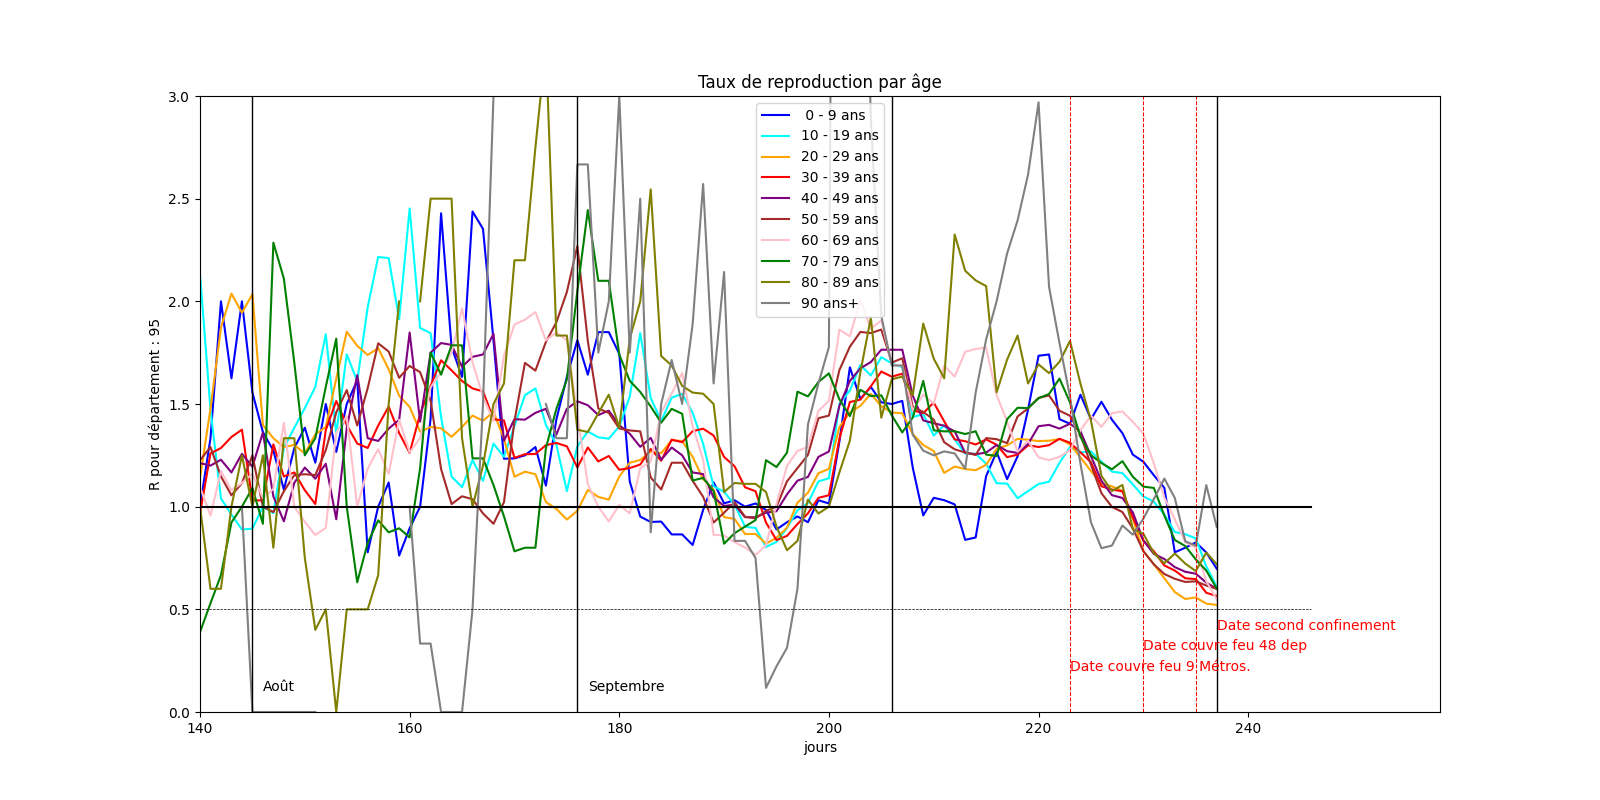 Taux de reproduction par âge
R pour département : 95
3.0
2.5
2.0
1.5
1.0
0.5
0.0
0 - 9 ans
10 - 19 ans
20 - 29 ans
30 - 39 ans
40 - 49 ans
50 - 59 ans
60 - 69 ans
70 - 79 ans
80 - 89 ans
90 ans+
Date second confinement
Date couvre feu 48 dep
Date couvre feu 9 Métros.
Août
Septembre
140
160
180
200
220
240
jours